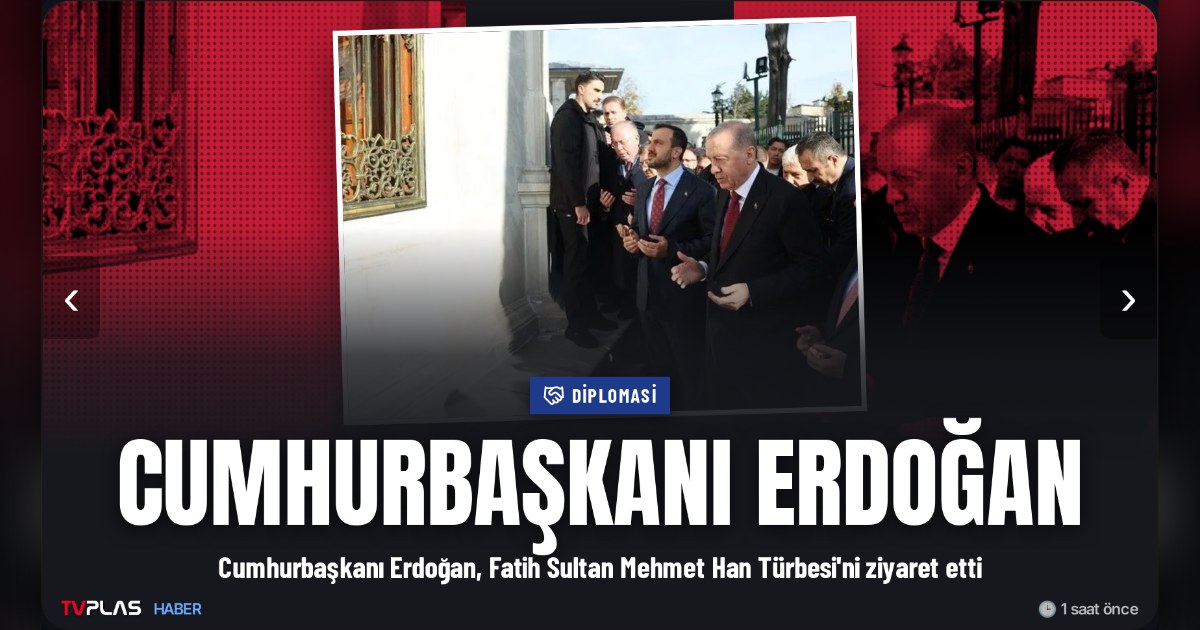 DİPLOMASİ
CUMHURBAŞKANI ERDOĞAN
Cumhurbaşkanı Erdoğan, Fatih Sultan Mehmet Han Türbesi'ni ziyaret etti
TVPLAS HABER
1 saat önce